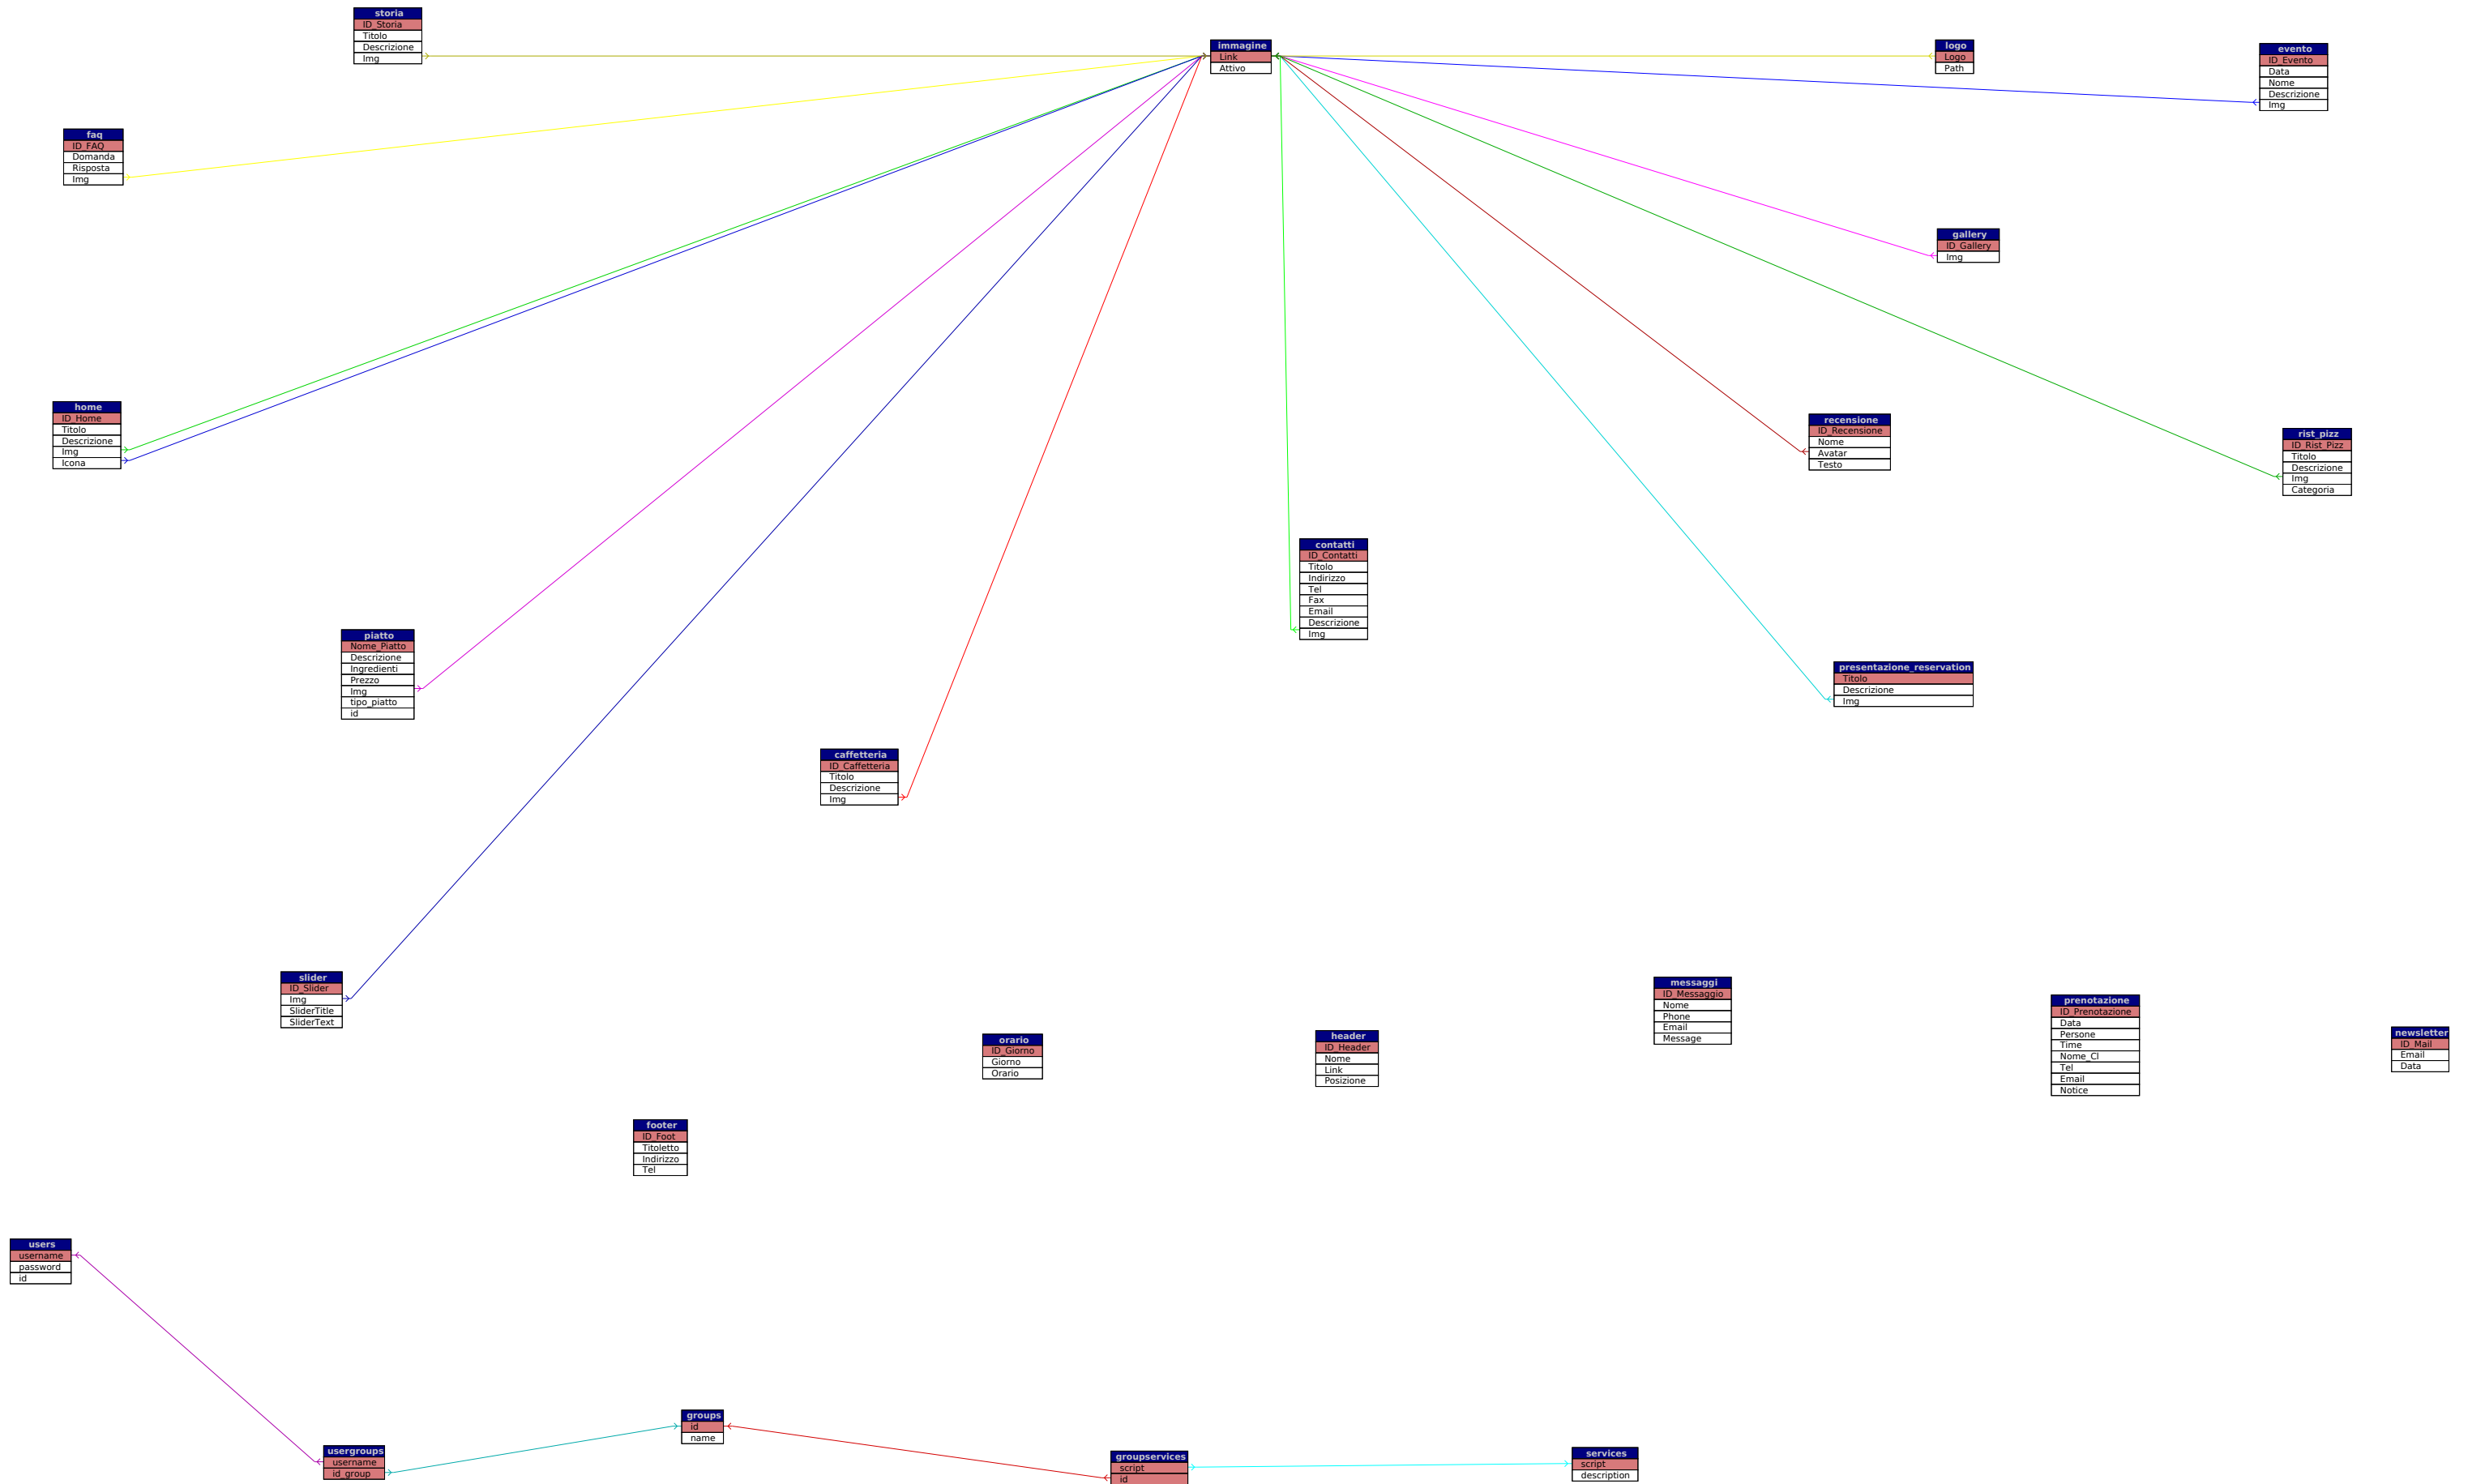 storia
ID_Storia
Titolo
Descrizione
Img
immagine
Link
Attivo
logo
Logo
Path
evento
ID_Evento
Data
Nome
Descrizione
Img
faq
ID_FAQ
Domanda
Risposta
Img
gallery
ID_Gallery
Img
home
ID_Home
Titolo
Descrizione
Img
Icona
recensione
ID_Recensione
Nome
Avatar
Testo
rist_pizz
ID_Rist_Pizz
Titolo
Descrizione
Img
Categoria
contatti
ID_Contatti
Titolo
Indirizzo
Tel
Fax
Email
Descrizione
Img
piatto
Nome_Piatto
Descrizione
Ingredienti
Prezzo
Img
tipo_piatto
id
presentazione_reservation
Titolo
Descrizione
Img
caffetteria
ID_Caffetteria
Titolo
Descrizione
Img
slider
ID_Slider
Img
SliderTitle
SliderText
messaggi
ID_Messaggio
Nome
Phone
Email
Message
prenotazione
ID_Prenotazione
Data
Persone
Time
Nome_Cl
Tel
Email
Notice
newsletter
ID_Mail
Email
Data
orario
ID_Giorno
Giorno
Orario
header
ID_Header
Nome
Link
Posizione
footer
ID_Foot
Titoletto
Indirizzo
Tel
users
username
password
id
groups
id
name
usergroups
username
id_group
groupservices
script
id
services
script
description